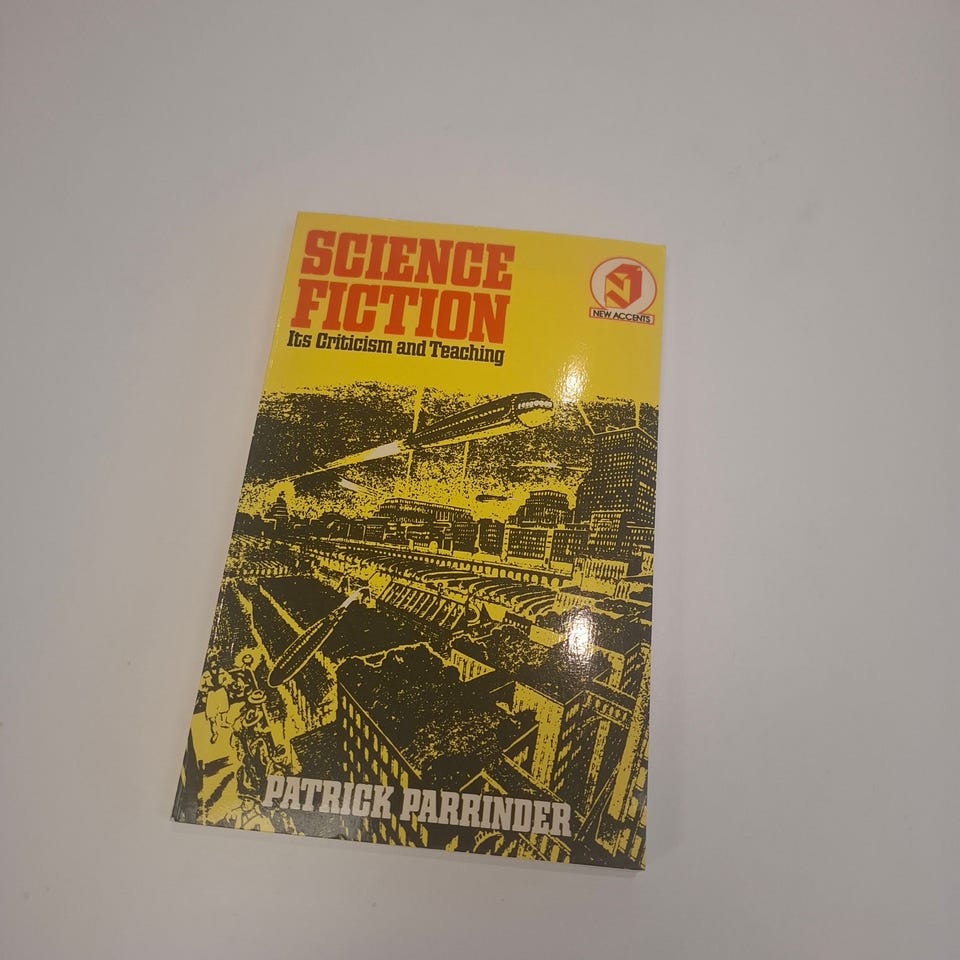 SCIENCE
FICTION
Its Criticism and Teaching
NEW ACCENTS
PATRICK PARRINDER